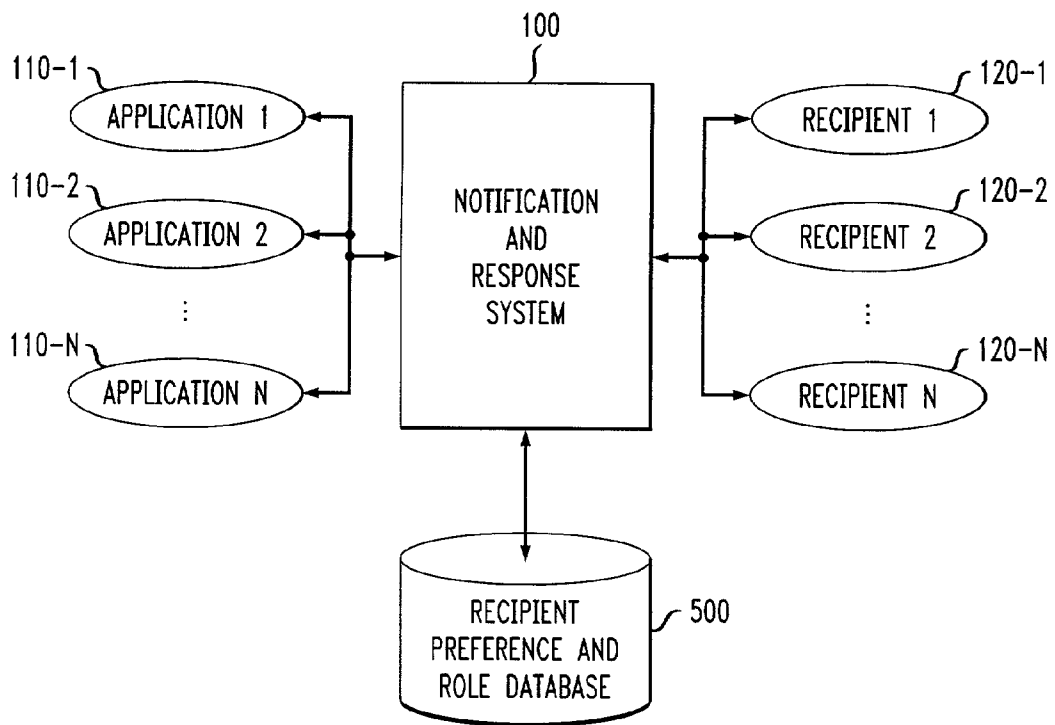 100
110-1
APPLICATION 1
110-2
APPLICATION 2
...
110-N
APPLICATION N
NOTIFICATION
AND
RESPONSE
SYSTEM
120-1
RECIPIENT 1
120-2
RECIPIENT 2
...
120-N
RECIPIENT N
RECIPIENT
PREFERENCE AND
ROLE DATABASE
500